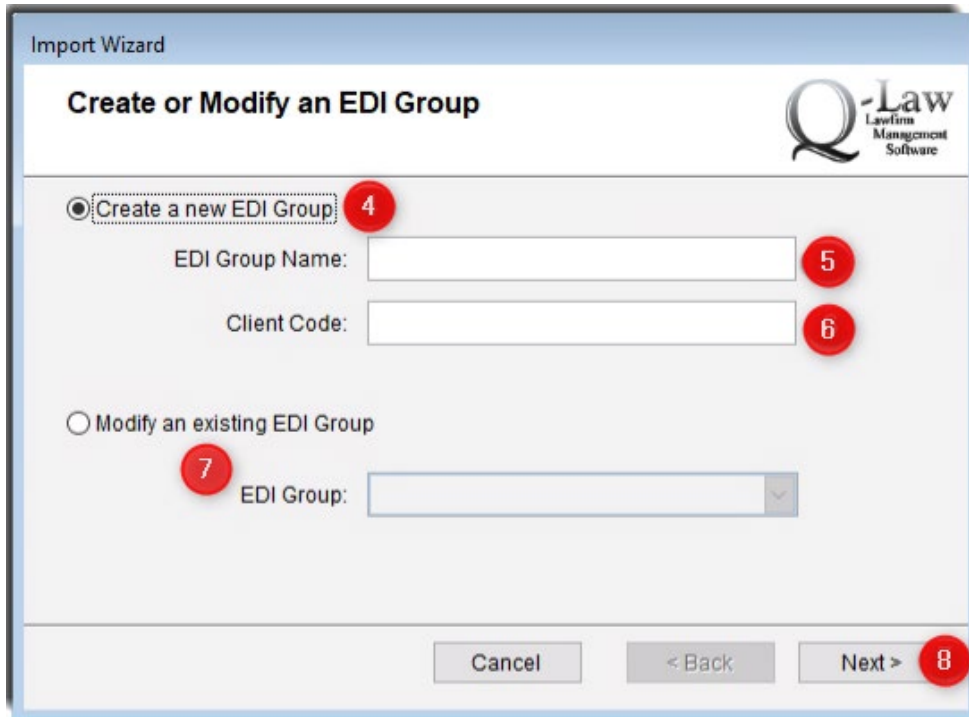 Import Wizard
Create or Modify an EDI Group
Q-Law
Lawfirm
Management
Software
Create a new EDI Group 4
EDI Group Name: 5
Client Code: 6
Modify an existing EDI Group
7
EDI Group:
Cancel < Back Next > 8